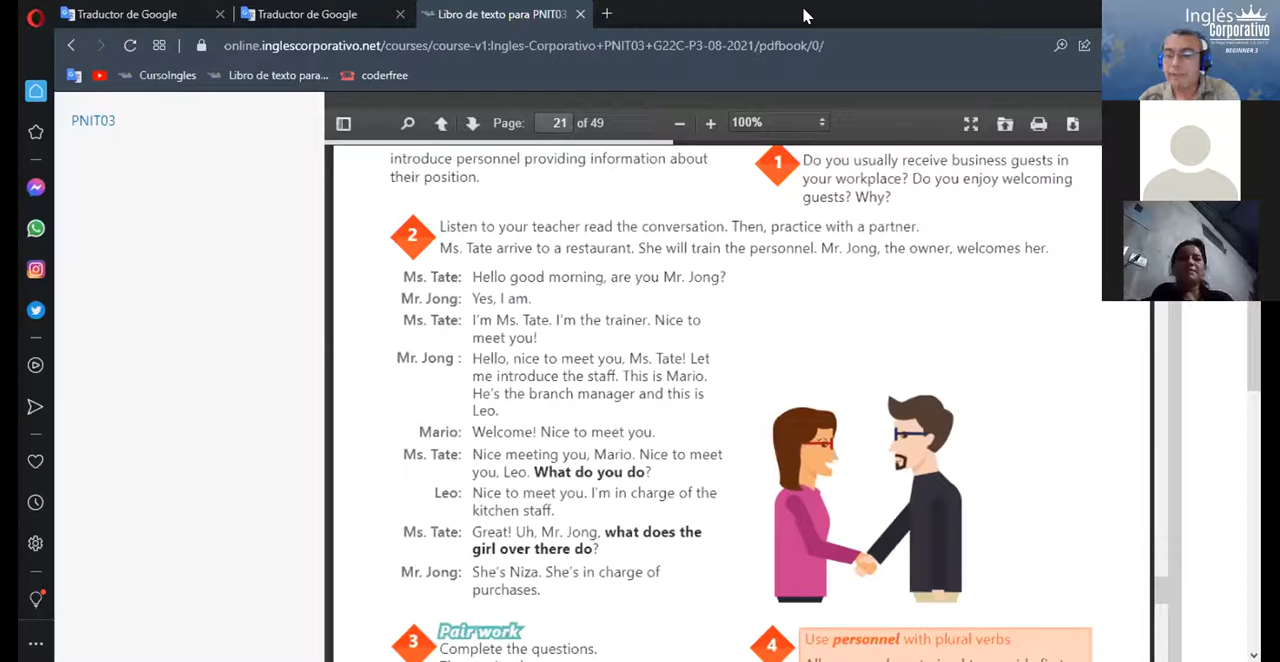 Traductor de Google
Traductor de Google
Libro de texto para PNIT03
online.inglescorporativo.net/courses/course-v1:Ingles-Corporativo+PNIT03+G22C-P3-08-2021/pdfbook/0/
CursoIngles
Libro de texto para...
coderfree
Inglés
CORPORATIVO
BEGINNER 3
PNIT03
Page: 21 of 49
100%
introduce personnel providing information about
their position.
1
Do you usually receive business guests in
your workplace? Do you enjoy welcoming
guests? Why?
2
Listen to your teacher read the conversation. Then, practice with a partner.
Ms. Tate arrive to a restaurant. She will train the personnel. Mr. Jong, the owner, welcomes her.
Ms. Tate: Hello good morning, are you Mr. Jong?
Mr. Jong: Yes, I am.
Ms. Tate: I'm Ms. Tate. I'm the trainer. Nice to
meet you!
Mr. Jong : Hello, nice to meet you, Ms. Tate! Let
me introduce the staff. This is Mario.
He's the branch manager and this is
Leo.
Mario: Welcome! Nice to meet you.
Ms. Tate: Nice meeting you, Mario. Nice to meet
you, Leo. What do you do?
Leo: Nice to meet you. I'm in charge of the
kitchen staff.
Ms. Tate: Great! Uh, Mr. Jong, what does the
girl over there do?
Mr. Jong: She's Niza. She's in charge of
purchases.
3
Pair work
Complete the questions.
4
Use personnel with plural verbs